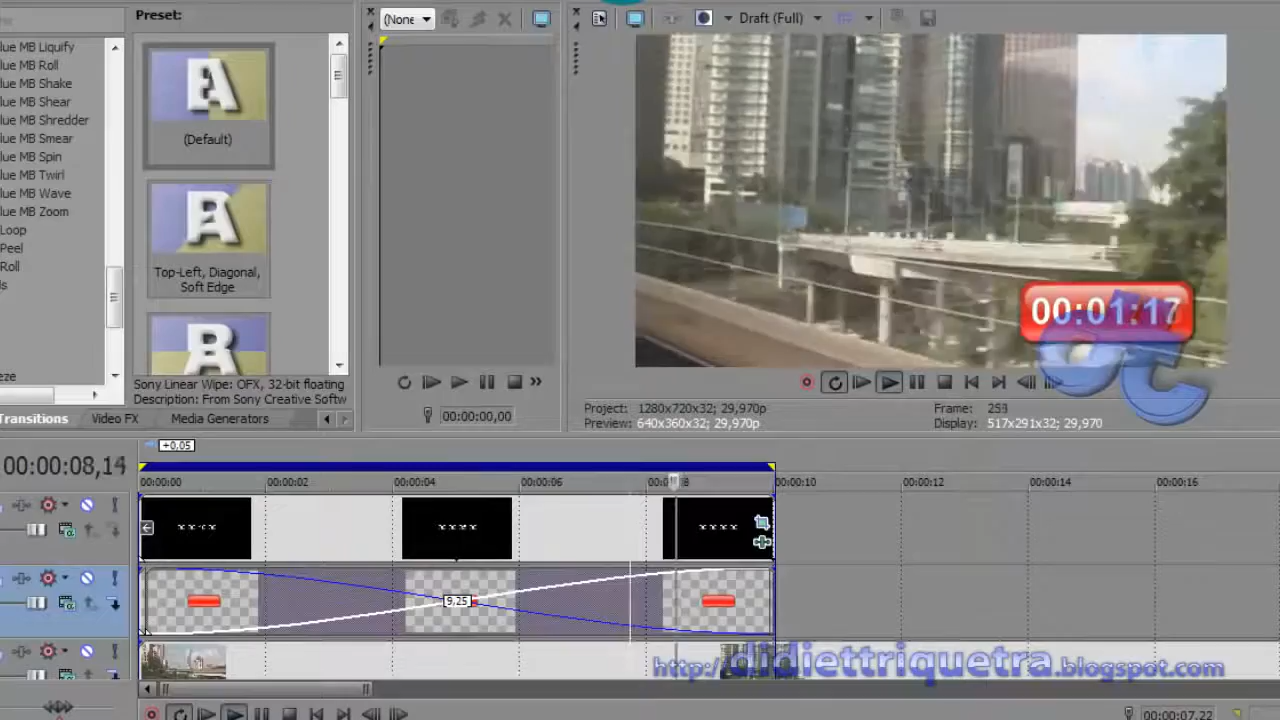 Preset:
(None
Draft (Full)
lue MB Liquify
lue MB Roll
lue MB Shake
lue MB Shear
lue MB Shredder
lue MB Smear
lue MB Spin
lue MB Twirl
lue MB Wave
lue MB Zoom
Loop
Peel
Roll
ls
eze
(Default)
Top-Left, Diagonal,
Soft Edge
Sony Linear Wipe: OFX, 32-bit floating
Description: From Sony Creative Softw
Transitions
Video FX
Media Generators
00:00:00,00
00:01:17
Project: 1280x720x32; 29,970p
Preview: 640x360x32; 29,970p
Frame: 259
Display: 517x291x32; 29,970
+0,05
00:00:08,14
00:00:00
00:00:02
00:00:04
00:00:06
00:00:10
00:00:12
00:00:14
00:00:16
9,25
http://didiettriquetra.blogspot.com
00:00:07,22